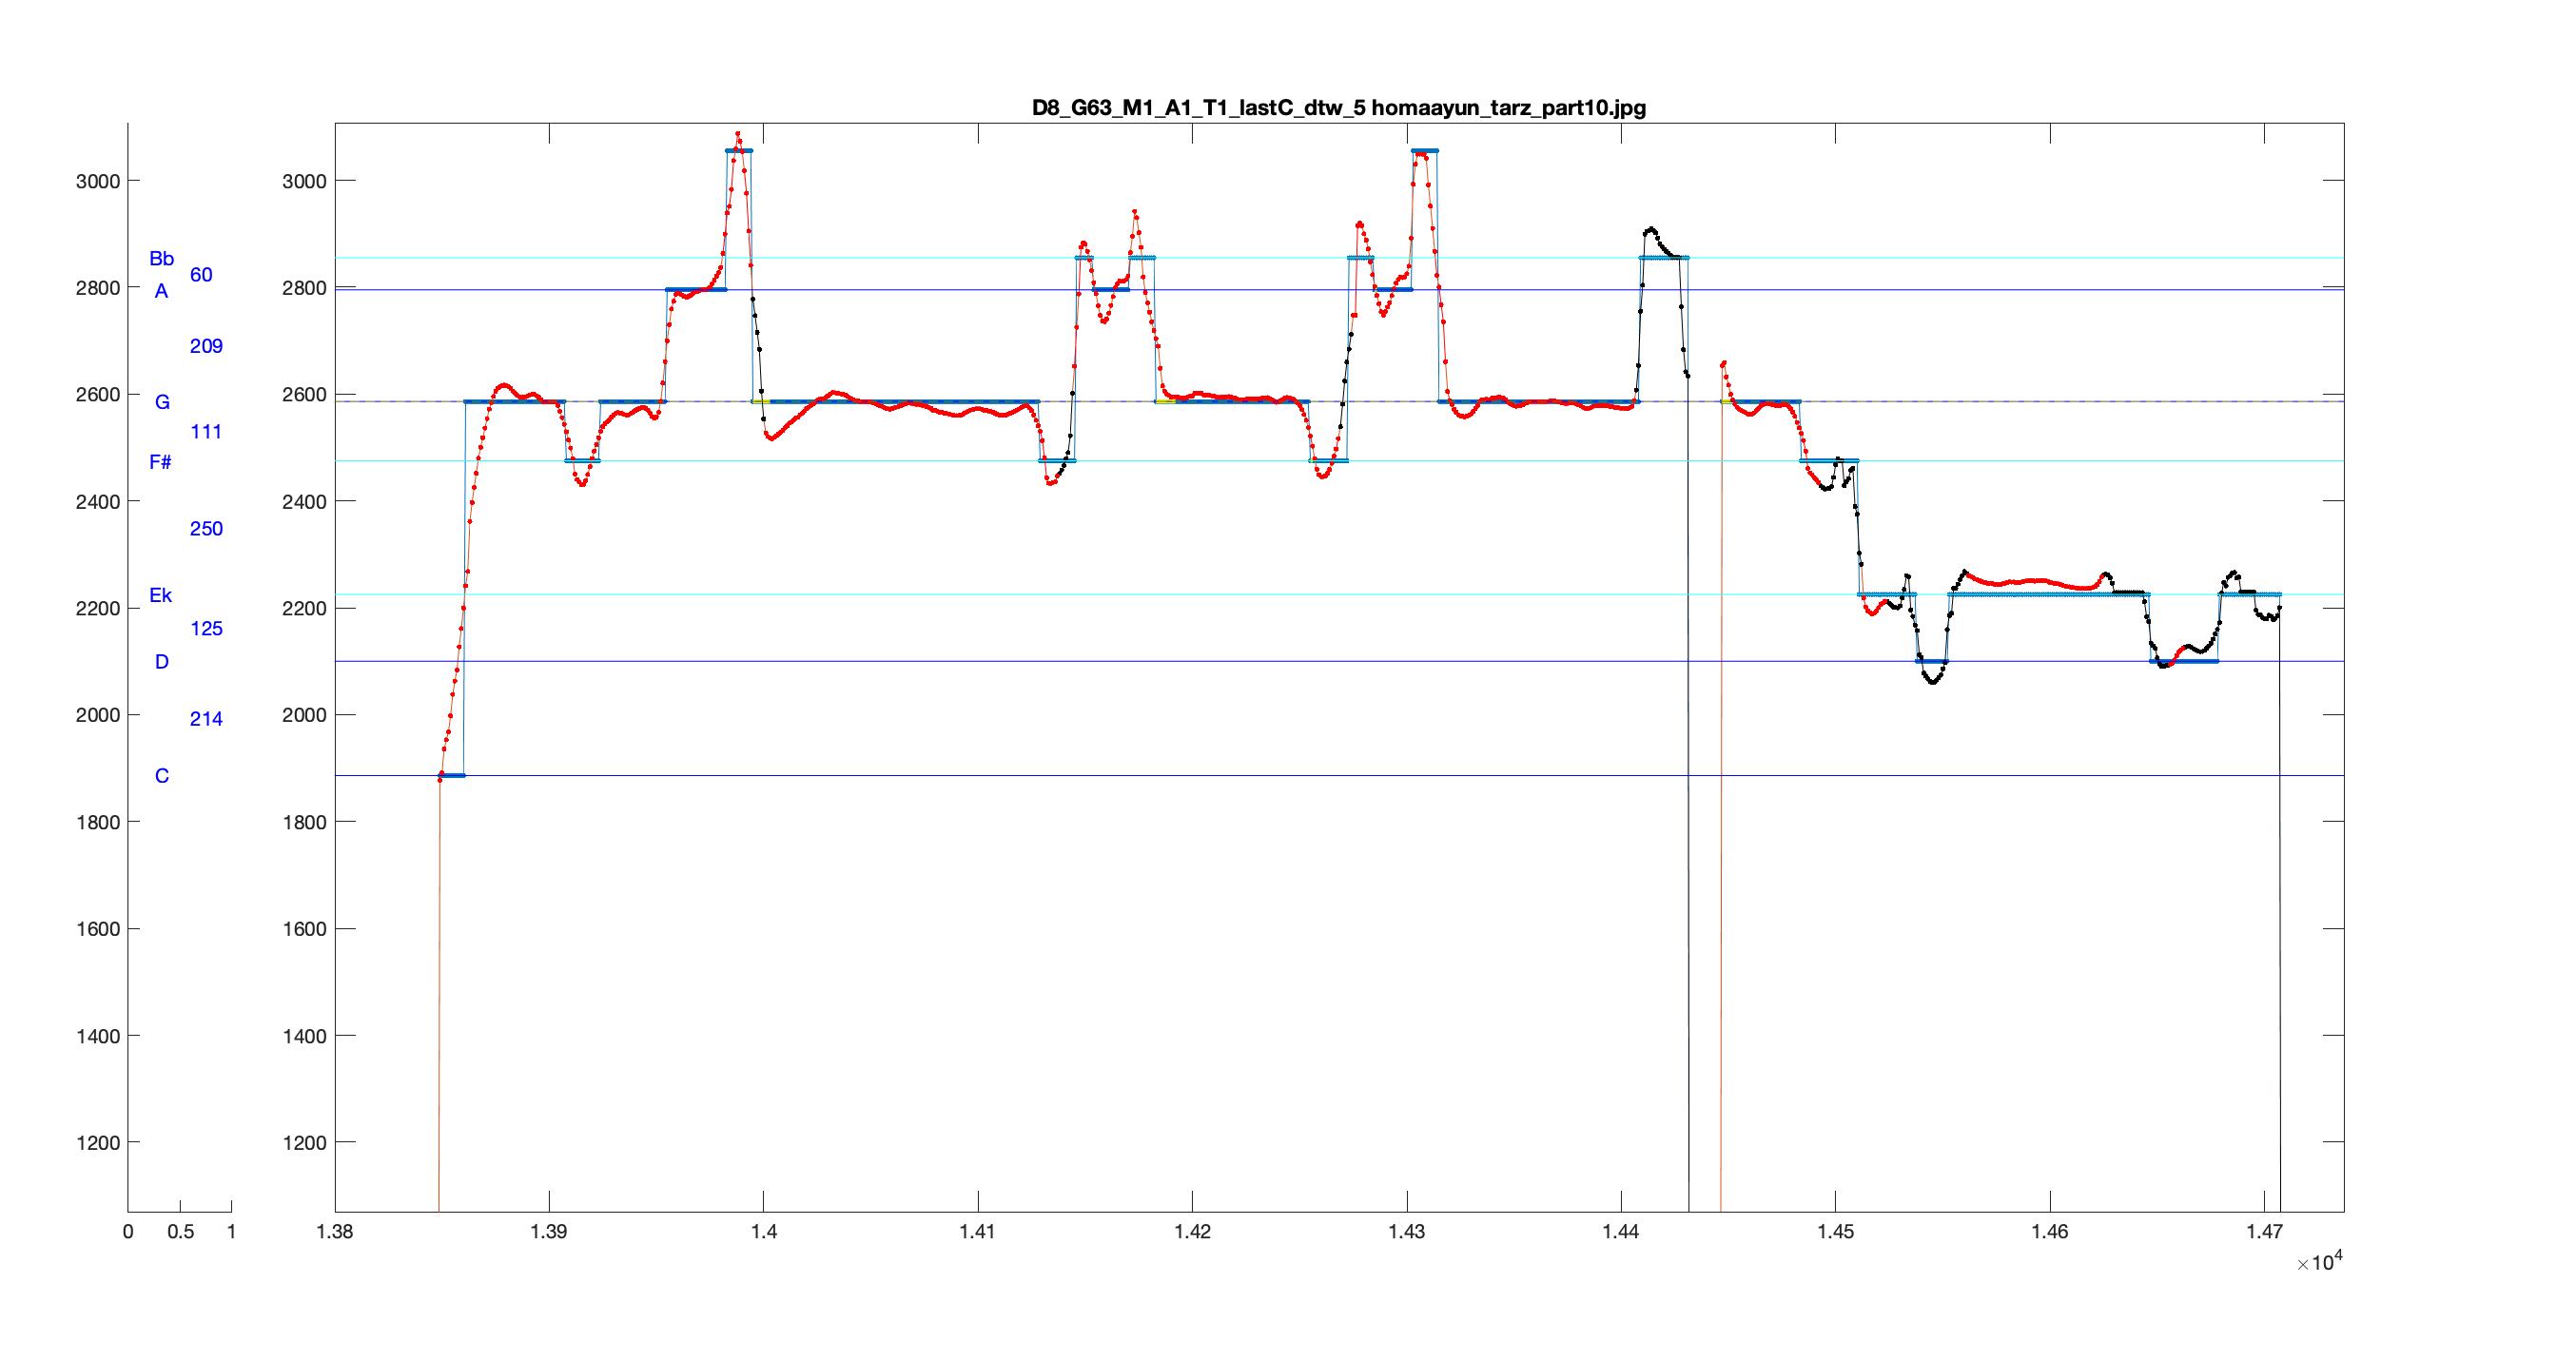 D8_G63_M1_A1_T1_lastC_dtw_5 homaayun_tarz_part10.jpg
3000 3000
Bb
60
2800 A 2800
209
2600 G 2600
111
F#
2400 2400
250
Ek
2200 2200
125
D
2000 214 2000
C
1800 1800
1600 1600
1400 1400
1200 1200
0 0.5 1 1.38 1.39 1.4 1.41 1.42 1.43 1.44 1.45 1.46 1.47
×10⁴